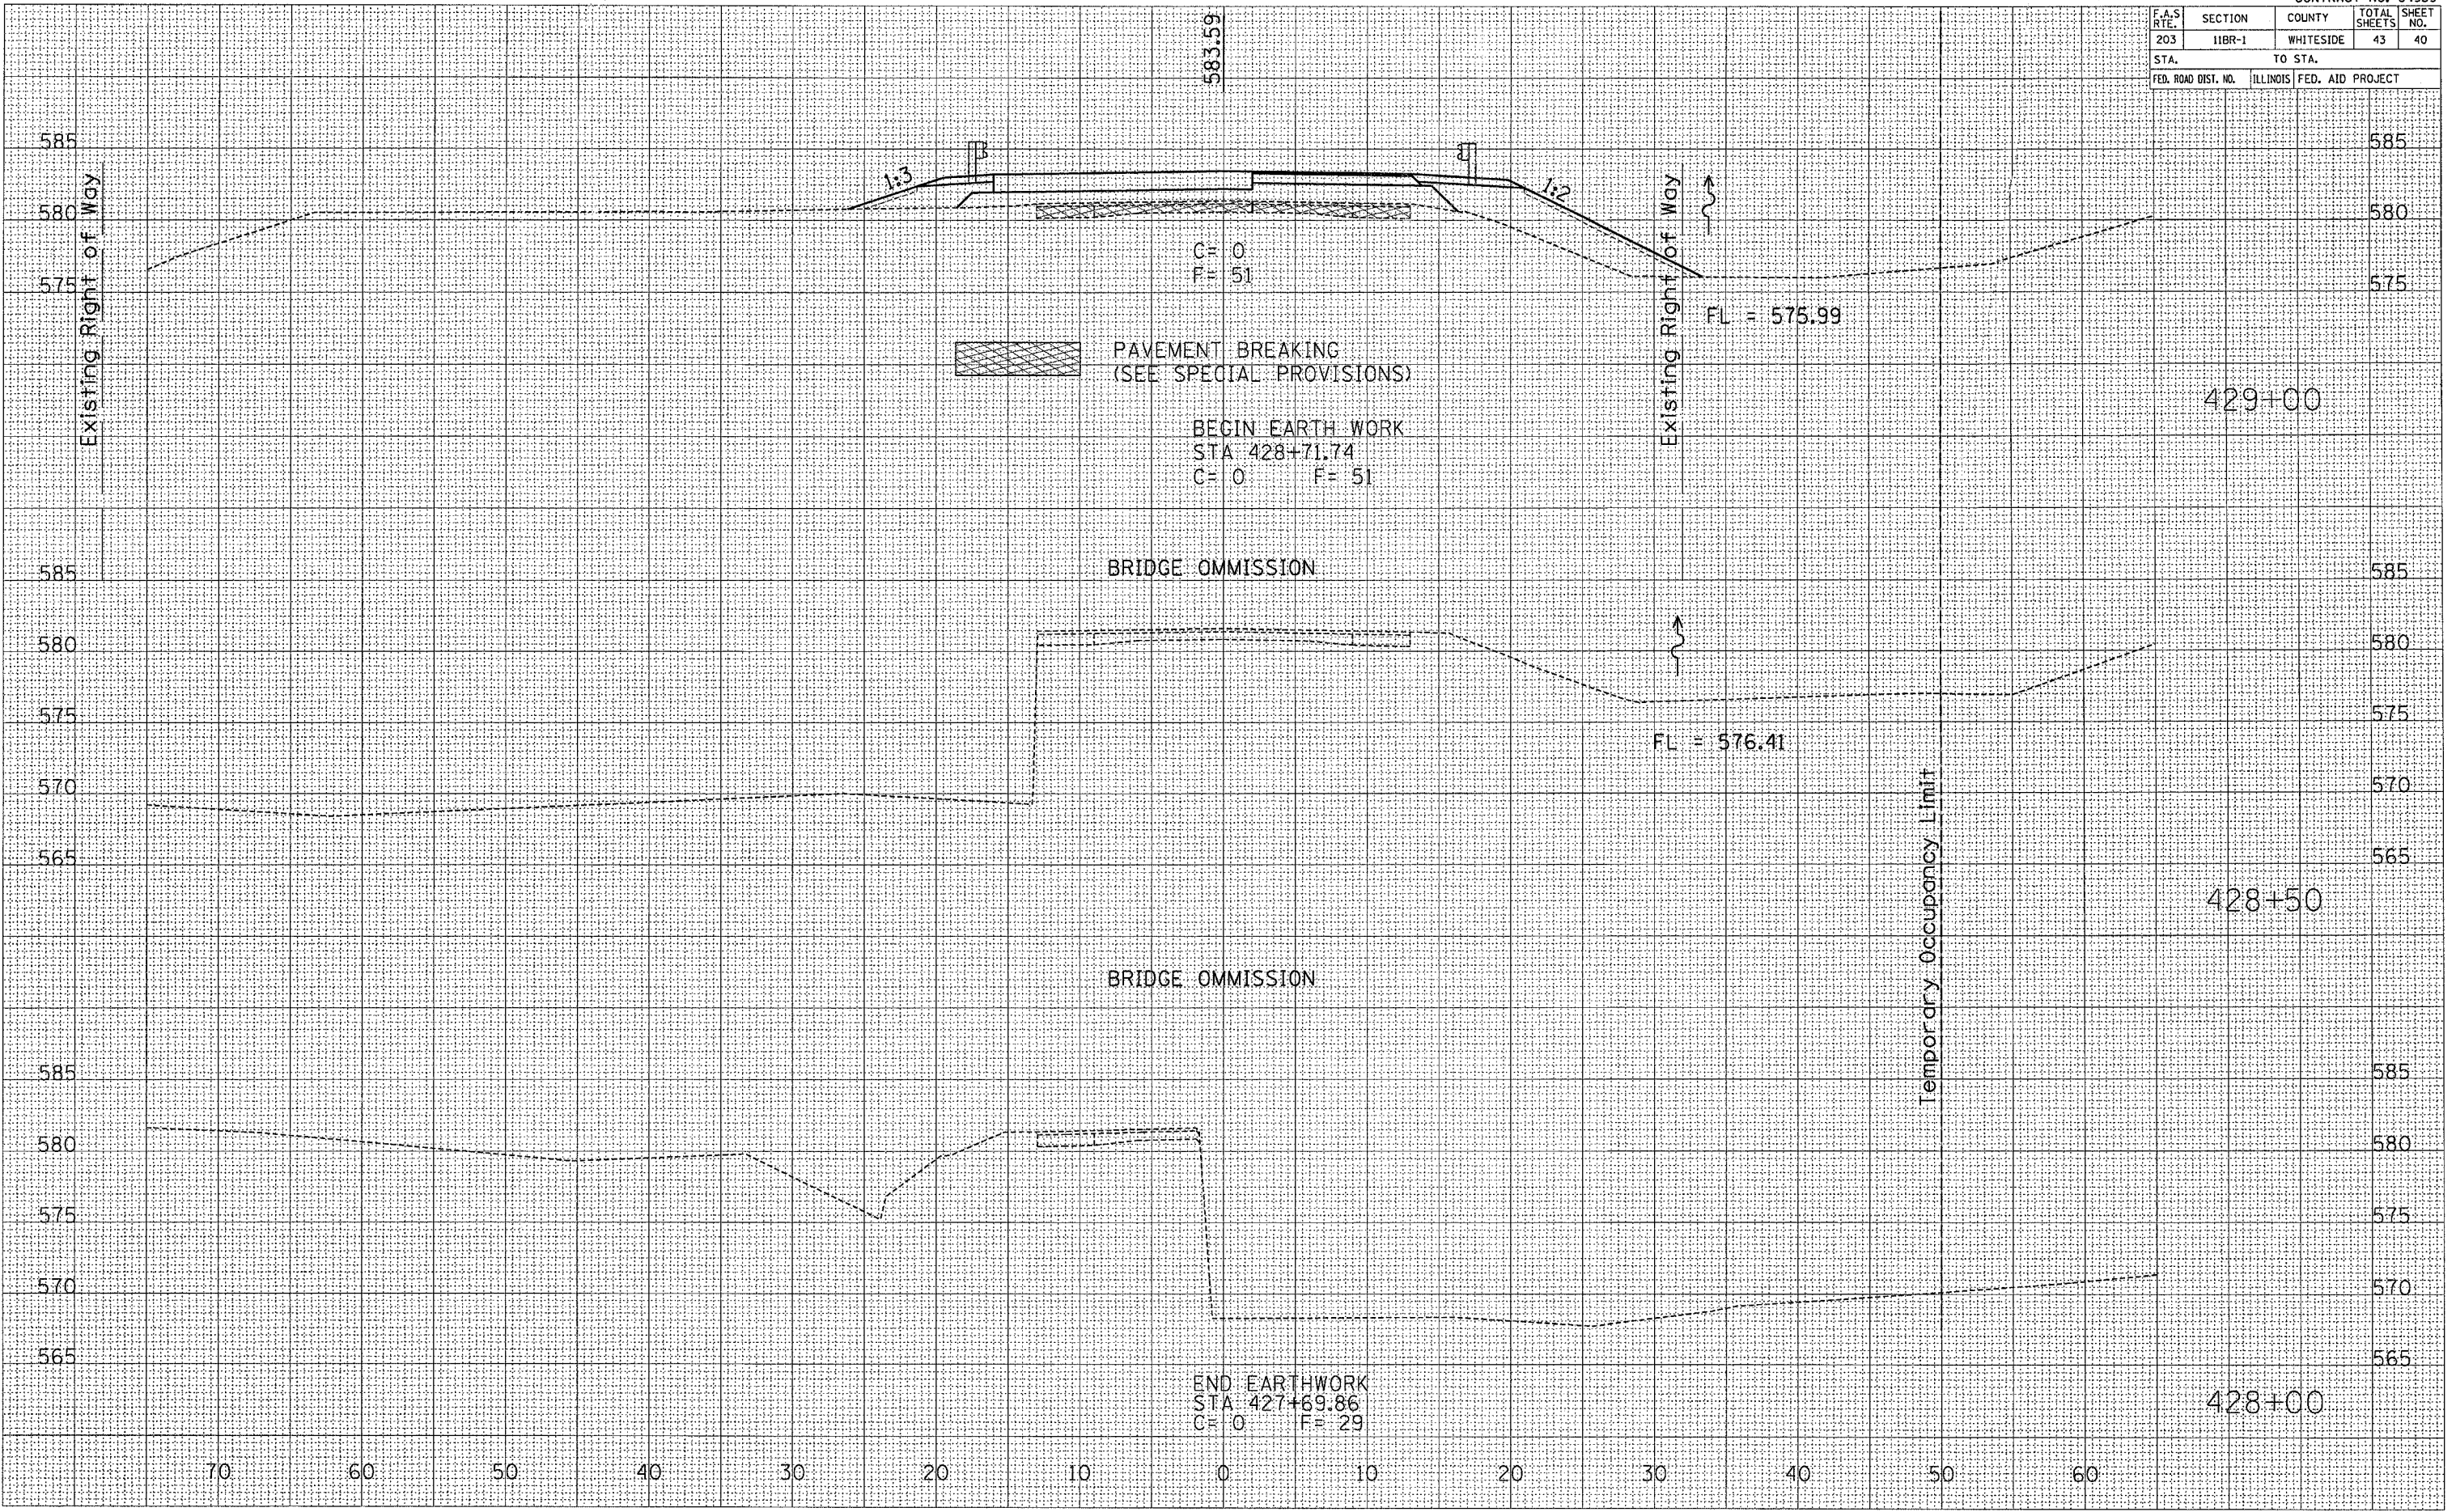 F.A.S RTE. SECTION COUNTY TOTAL SHEETS SHEET NO.
203 11BR-1 WHITESIDE 43 40
STA. TO STA.
FED. ROAD DIST. NO. ILLINOIS FED. AID PROJECT
583.59
585 585
1:3 1:2
580 580
C= 0
F= 51
575 575
FL = 575.99
Existing Right of Way
Existing Right of Way
PAVEMENT BREAKING
(SEE SPECIAL PROVISIONS)
429+00
BEGIN EARTH WORK
STA 428+71.74
C= 0 F= 51
BRIDGE OMMISSION
585 585
580 580
575 575
FL = 576.41
570 570
565 565
Temporary Occupancy Limit
428+50
BRIDGE OMMISSION
585 585
580 580
575 575
570 570
565 565
END EARTHWORK
STA 427+69.86
C= 0 F= 29
428+00
70 60 50 40 30 20 10 0 10 20 30 40 50 60